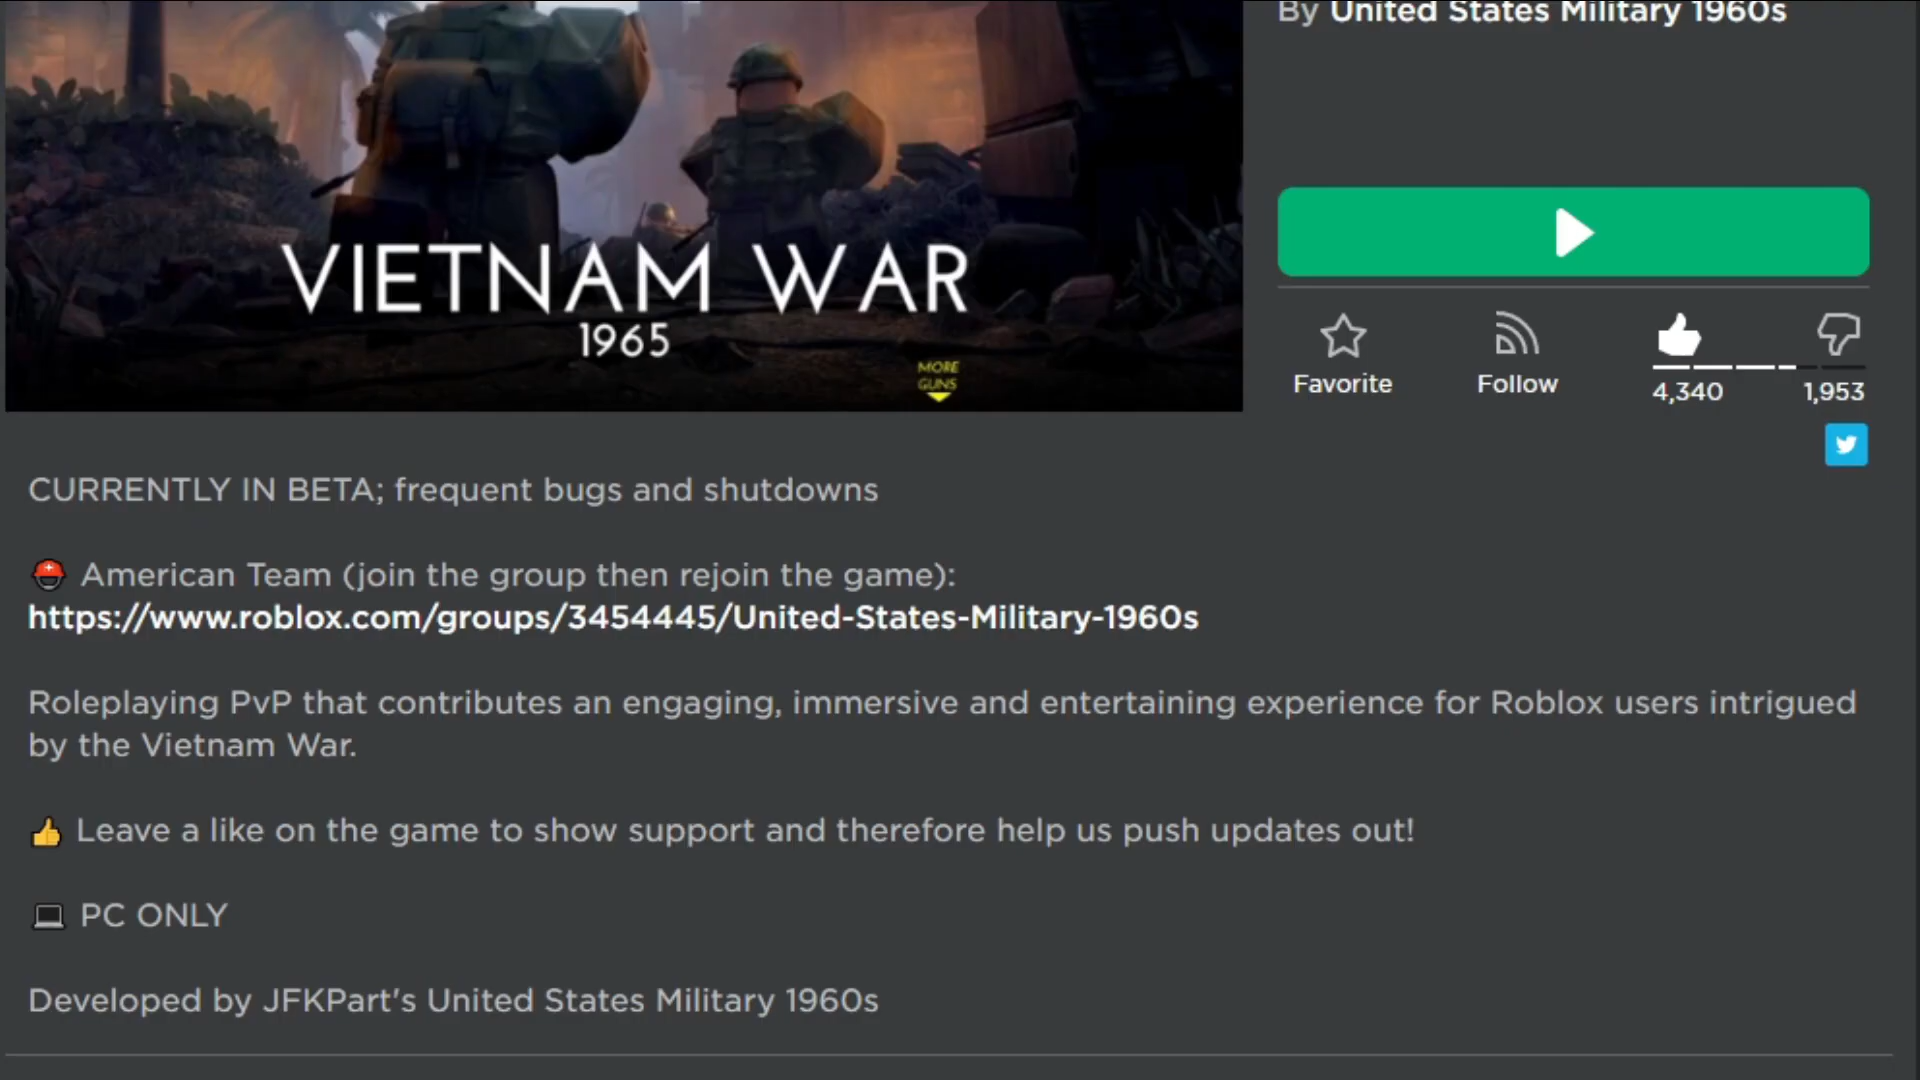 By United States Military 1960s
VIETNAM WAR
1965
MORE
GUNS
Favorite
Follow
4,340
1,953
CURRENTLY IN BETA; frequent bugs and shutdowns
American Team (join the group then rejoin the game):
https://www.roblox.com/groups/3454445/United-States-Military-1960s
Roleplaying PvP that contributes an engaging, immersive and entertaining experience for Roblox users intrigued
by the Vietnam War.
👍 Leave a like on the game to show support and therefore help us push updates out!
💻 PC ONLY
Developed by JFKPart's United States Military 1960s